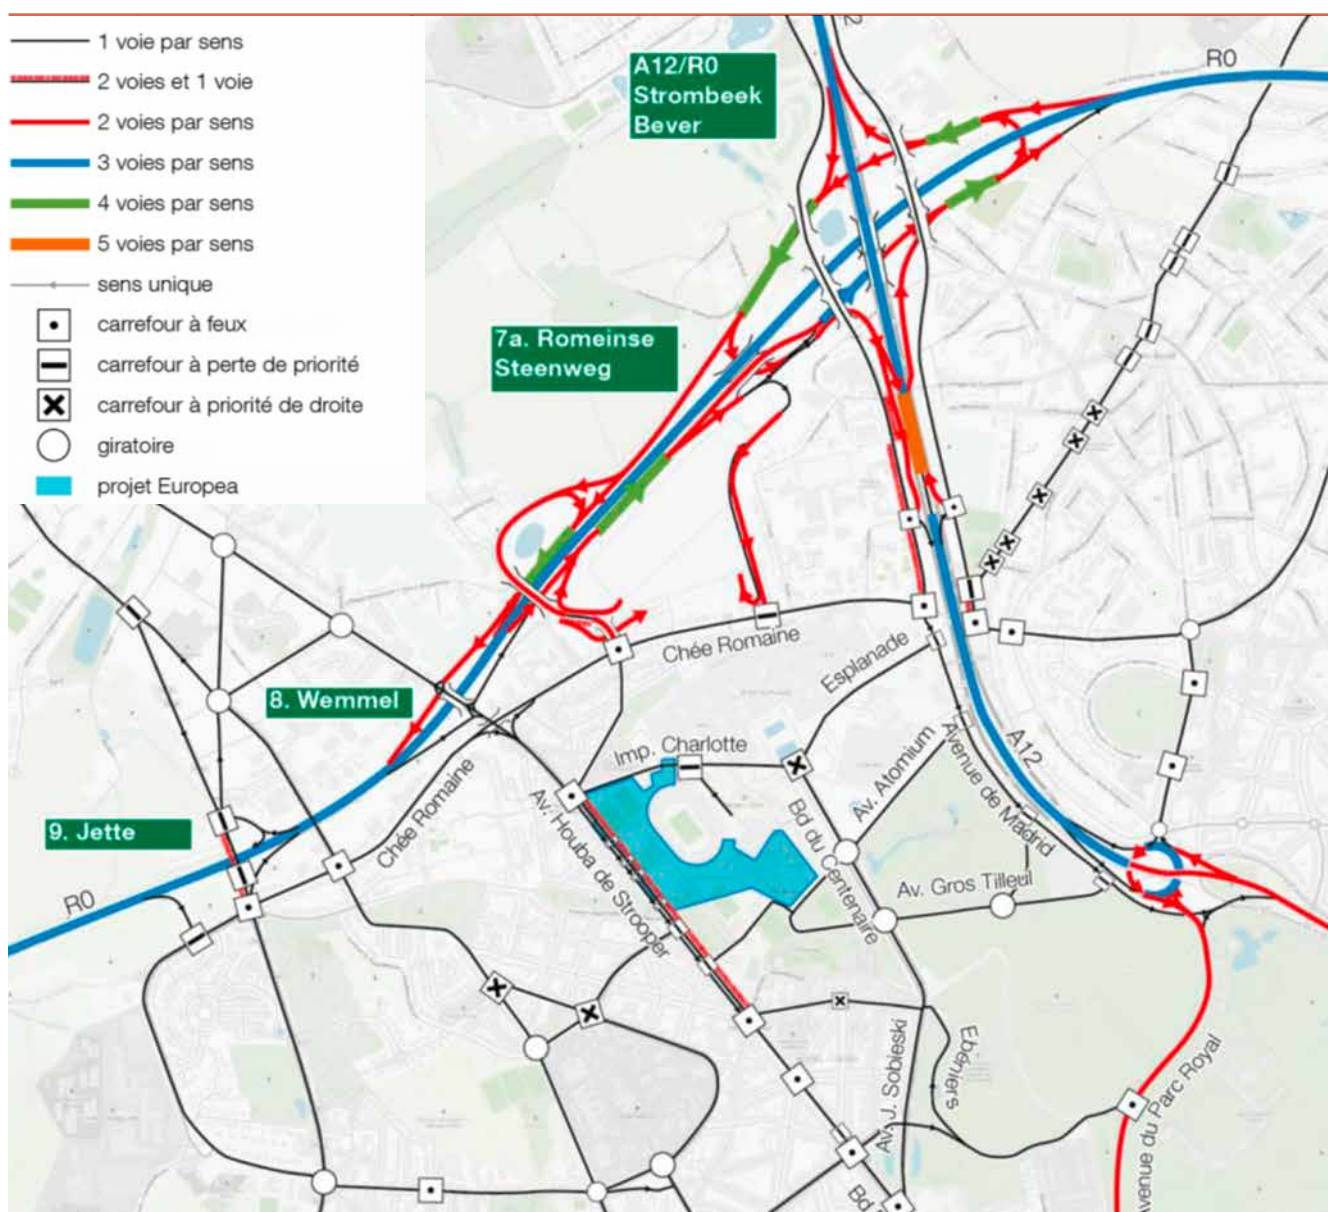 1 voie par sens
2 voies et 1 voie
2 voies par sens
3 voies par sens
4 voies par sens
5 voies par sens
sens unique
carrefour à feux
carrefour à perte de priorité
carrefour à priorité de droite
giratoire
projet Europea
A12/R0
Strombeek
Bever
R0
7a. Romeinse
Steenweg
8. Wemmel
9. Jette
R0
Chée Romaine
Chée Romaine
Esplanade
Imp. Charlotte
Av. Atomium
Avenue de Madrid
A12
Av. Houba de Strooper
Bd du Centenaire
Av. Gros Tilleul
Av. J. Sobieski
Ebéniers
venue du Parc Royal
Bd